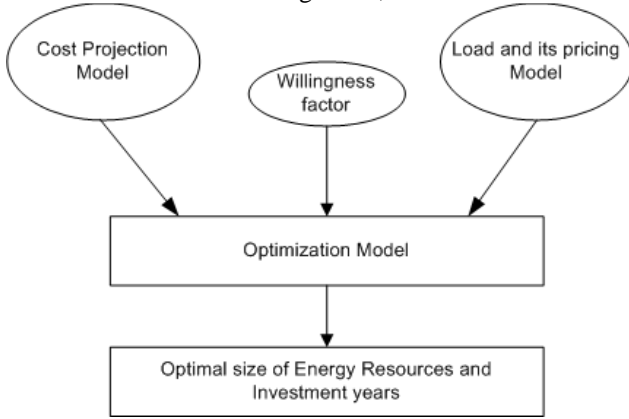 Cost Projection
Model
Willingness
factor
Load and its pricing
Model
Optimization Model
Optimal size of Energy Resources and
Investment years